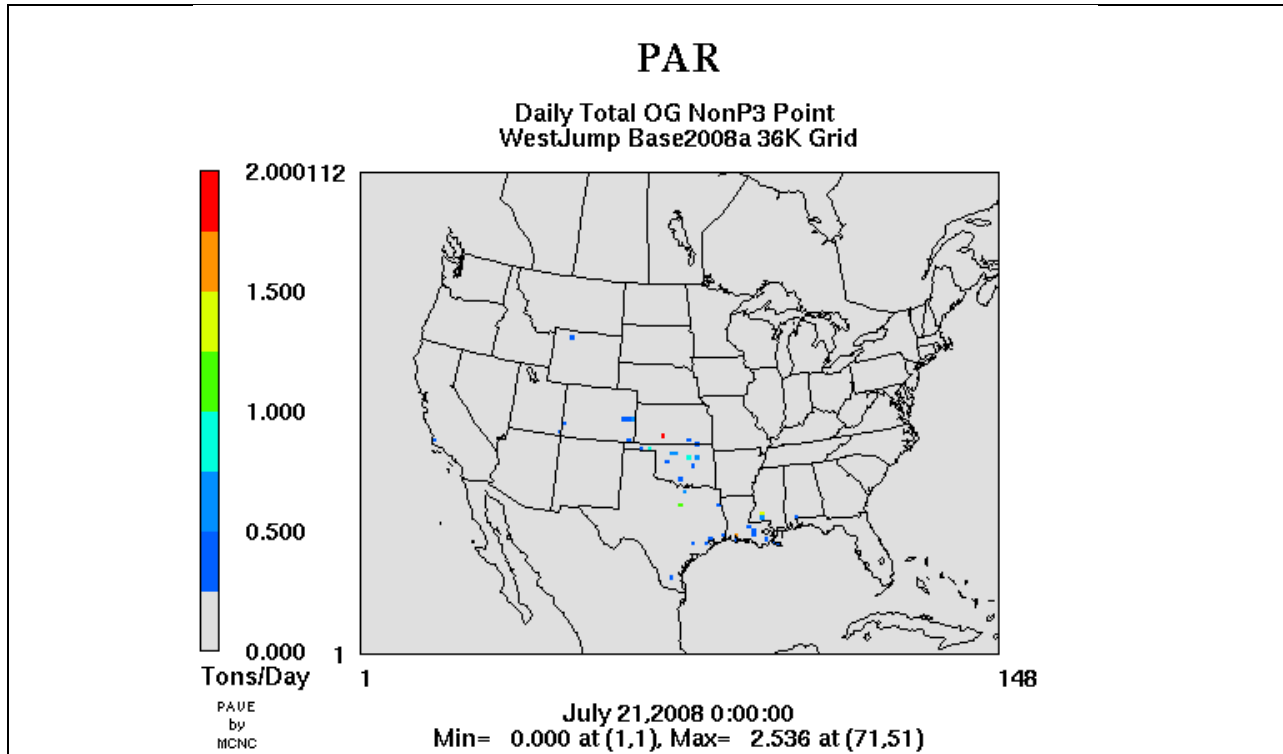 PAR
Daily Total OG NonP3 Point
WestJump Base2008a 36K Grid
2.000
112
1.500
1.000
0.500
0.000
1
Tons/Day
1
148
PAVE
by
MCNC
July 21,2008 0:00:00
Min= 0.000 at (1,1), Max= 2.536 at (71,51)